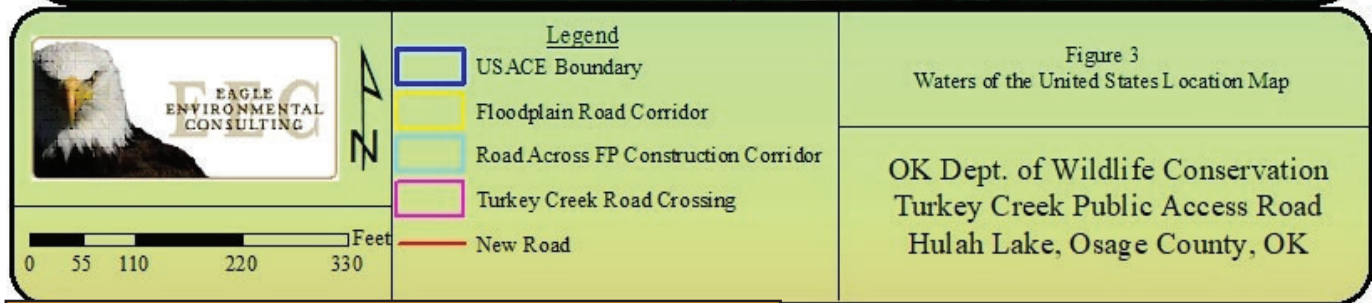 EEC
EAGLE
ENVIRONMENTAL
CONSULTING
N
Feet
0 55 110 220 330
Legend
USACE Boundary
Floodplain Road Corridor
Road Across FP Construction Corridor
Turkey Creek Road Crossing
New Road
Figure 3
Waters of the United States Location Map
OK Dept. of Wildlife Conservation
Turkey Creek Public Access Road
Hulah Lake, Osage County, OK